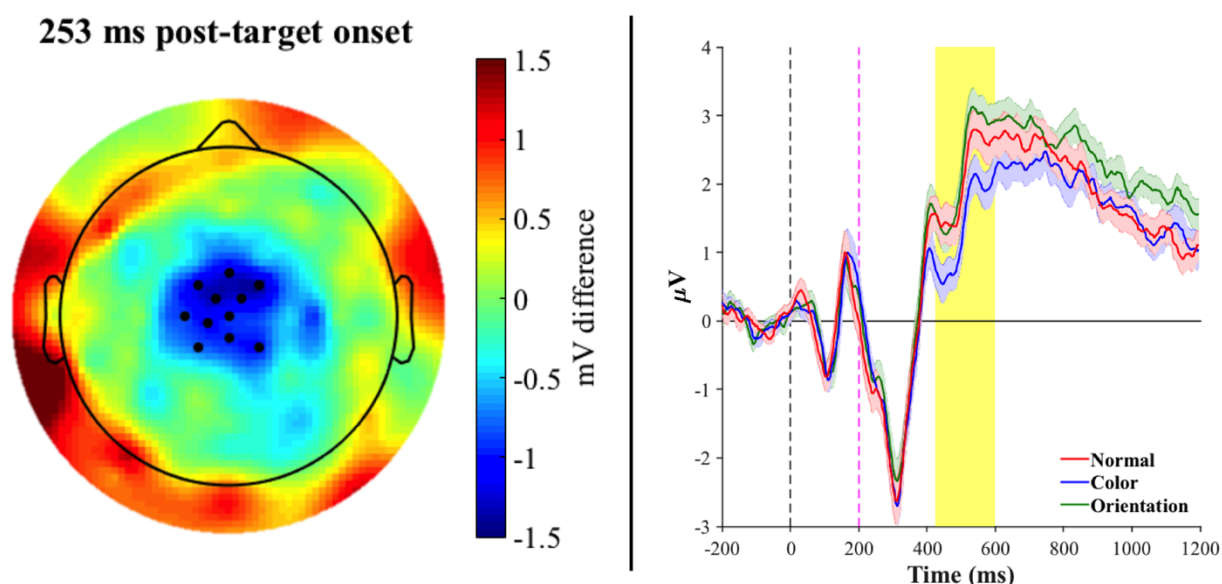 253 ms post-target onset
1.5
1
0.5
0
-0.5
-1
-1.5
mV difference
4
3
2
1
0
-1
-2
-3
μV
-200 0 200 400 600 800 1000 1200
Time (ms)
Normal
Color
Orientation